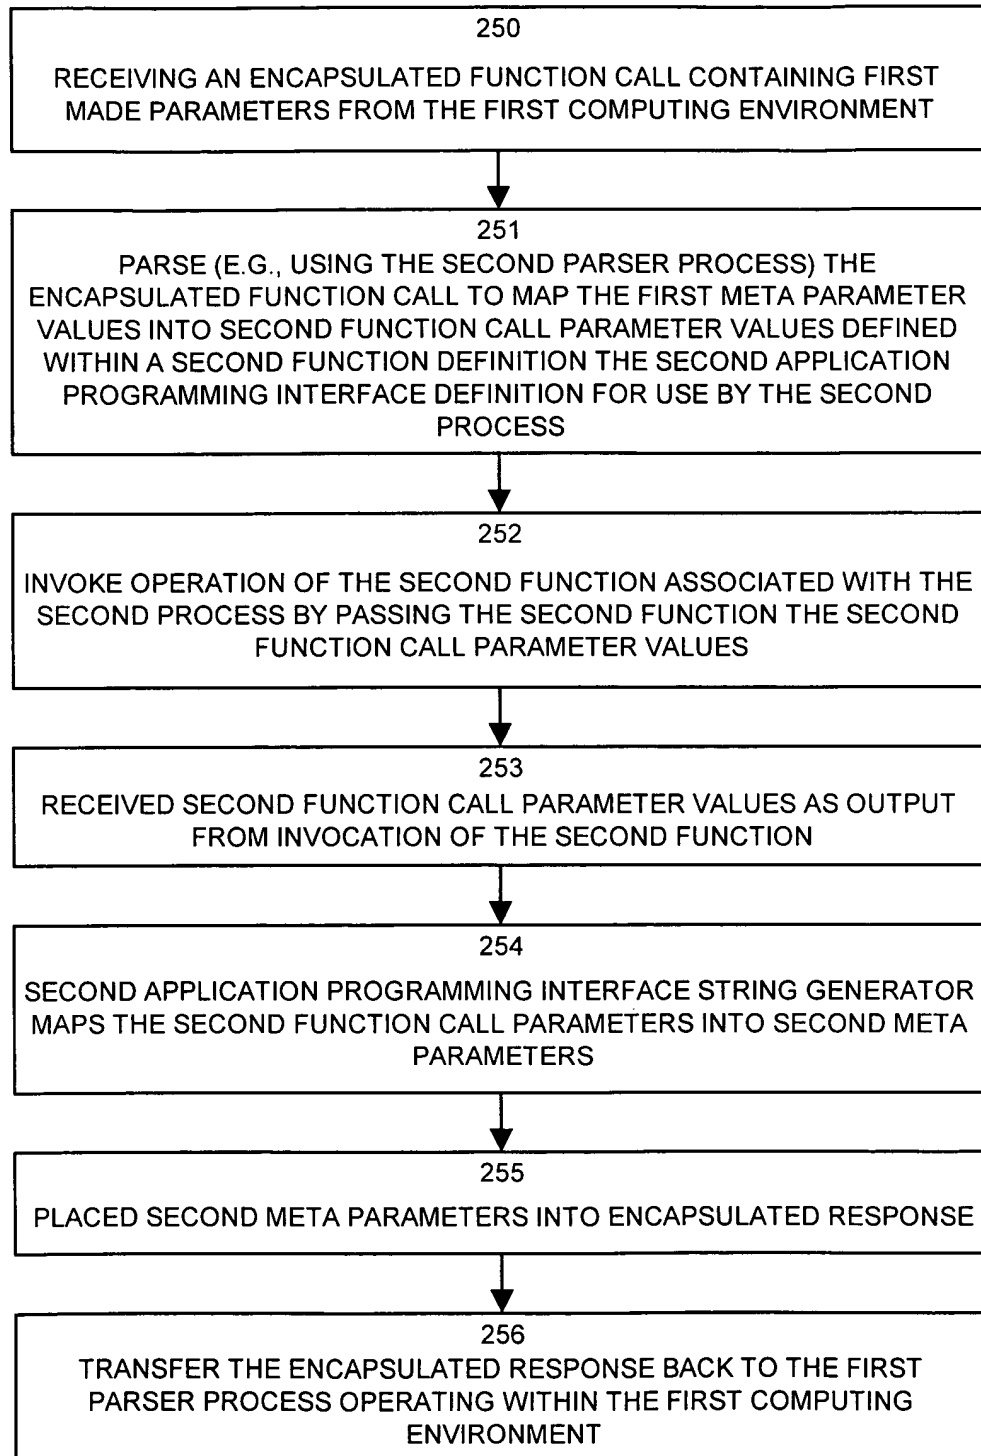 250
RECEIVING AN ENCAPSULATED FUNCTION CALL CONTAINING FIRST
MADE PARAMETERS FROM THE FIRST COMPUTING ENVIRONMENT
251
PARSE (E.G., USING THE SECOND PARSER PROCESS) THE
ENCAPSULATED FUNCTION CALL TO MAP THE FIRST META PARAMETER
VALUES INTO SECOND FUNCTION CALL PARAMETER VALUES DEFINED
WITHIN A SECOND FUNCTION DEFINITION THE SECOND APPLICATION
PROGRAMMING INTERFACE DEFINITION FOR USE BY THE SECOND
PROCESS
252
INVOKE OPERATION OF THE SECOND FUNCTION ASSOCIATED WITH THE
SECOND PROCESS BY PASSING THE SECOND FUNCTION THE SECOND
FUNCTION CALL PARAMETER VALUES
253
RECEIVED SECOND FUNCTION CALL PARAMETER VALUES AS OUTPUT
FROM INVOCATION OF THE SECOND FUNCTION
254
SECOND APPLICATION PROGRAMMING INTERFACE STRING GENERATOR
MAPS THE SECOND FUNCTION CALL PARAMETERS INTO SECOND META
PARAMETERS
255
PLACED SECOND META PARAMETERS INTO ENCAPSULATED RESPONSE
256
TRANSFER THE ENCAPSULATED RESPONSE BACK TO THE FIRST
PARSER PROCESS OPERATING WITHIN THE FIRST COMPUTING
ENVIRONMENT